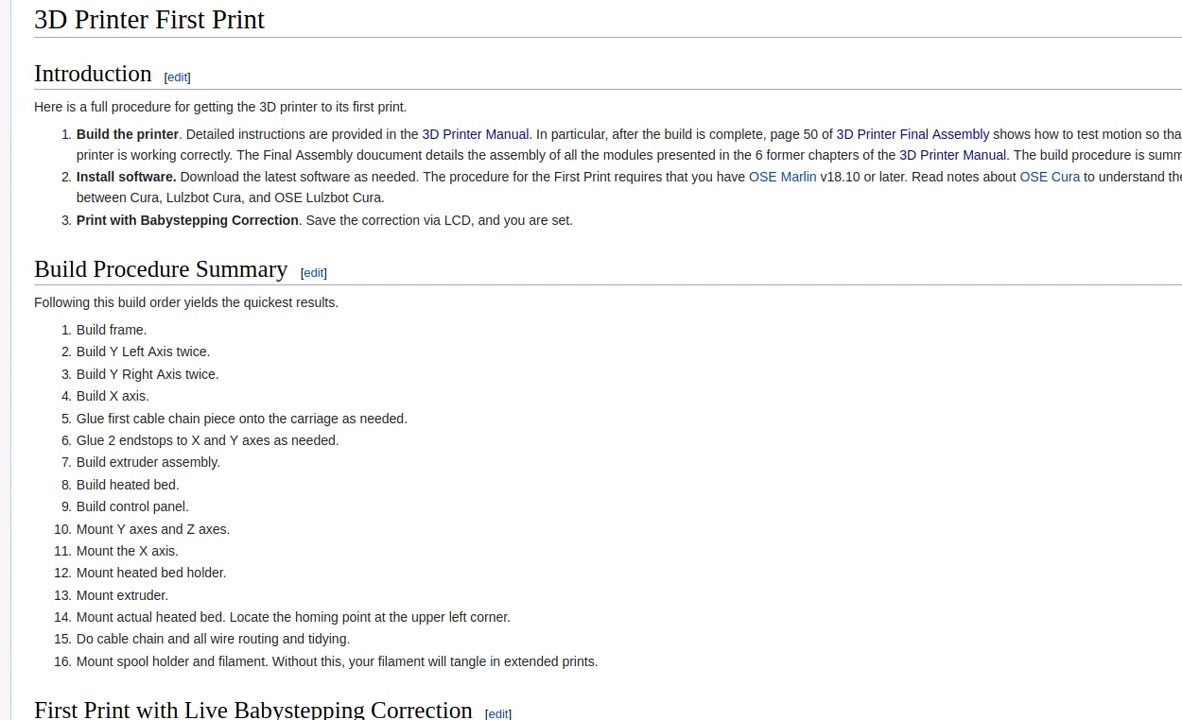 3D Printer First Print
Introduction [edit]
Here is a full procedure for getting the 3D printer to its first print.
1. Build the printer. Detailed instructions are provided in the 3D Printer Manual. In particular, after the build is complete, page 50 of 3D Printer Final Assembly shows how to test motion so
printer is working correctly. The Final Assembly doucument details the assembly of all the modules presented in the 6 former chapters of the 3D Printer Manual. The build procedure is
2. Install software. Download the latest software as needed. The procedure for the First Print requires that you have OSE Marlin v18.10 or later. Read notes about OSE Cura to understand
between Cura, Lulzbot Cura, and OSE Lulzbot Cura.
3. Print with Babystepping Correction. Save the correction via LCD, and you are set.
Build Procedure Summary [edit]
Following this build order yields the quickest results.
1. Build frame.
2. Build Y Left Axis twice.
3. Build Y Right Axis twice.
4. Build X axis.
5. Glue first cable chain piece onto the carriage as needed.
6. Glue 2 endstops to X and Y axes as needed.
7. Build extruder assembly.
8. Build heated bed.
9. Build control panel.
10. Mount Y axes and Z axes.
11. Mount the X axis.
12. Mount heated bed holder.
13. Mount extruder.
14. Mount actual heated bed. Locate the homing point at the upper left corner.
15. Do cable chain and all wire routing and tidying.
16. Mount spool holder and filament. Without this, your filament will tangle in extended prints.
First Print with Live Babystepping Correction [edit]